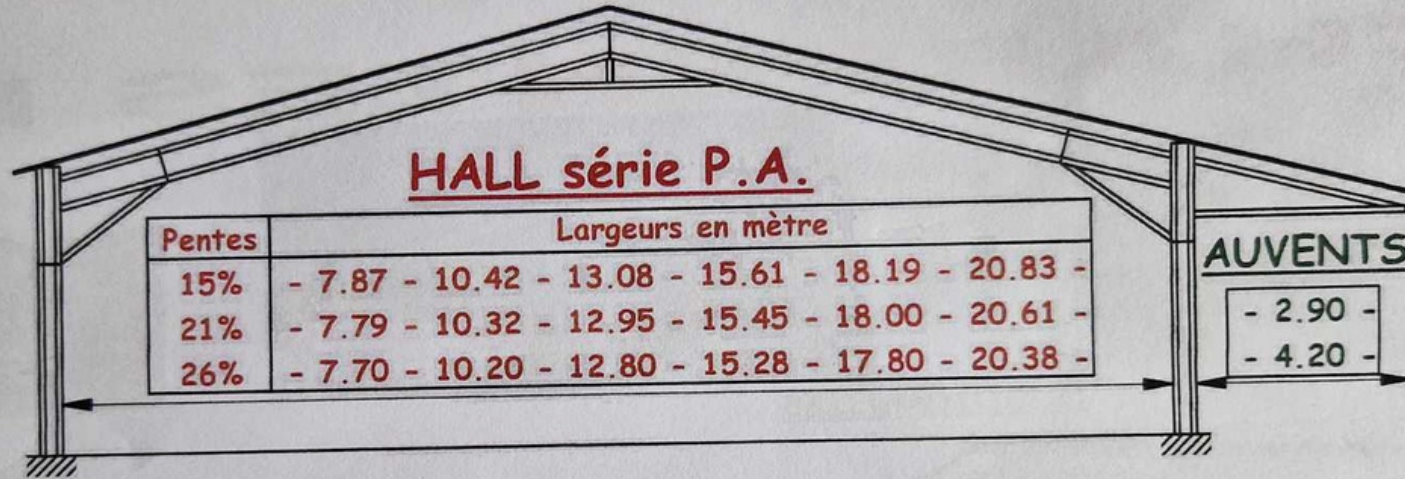 HALL série P.A.
Pentes Largeurs en mètre
15% - 7.87 - 10.42 - 13.08 - 15.61 - 18.19 - 20.83 -
21% - 7.79 - 10.32 - 12.95 - 15.45 - 18.00 - 20.61 -
26% - 7.70 - 10.20 - 12.80 - 15.28 - 17.80 - 20.38 -
AUVENTS
- 2.90 -
- 4.20 -